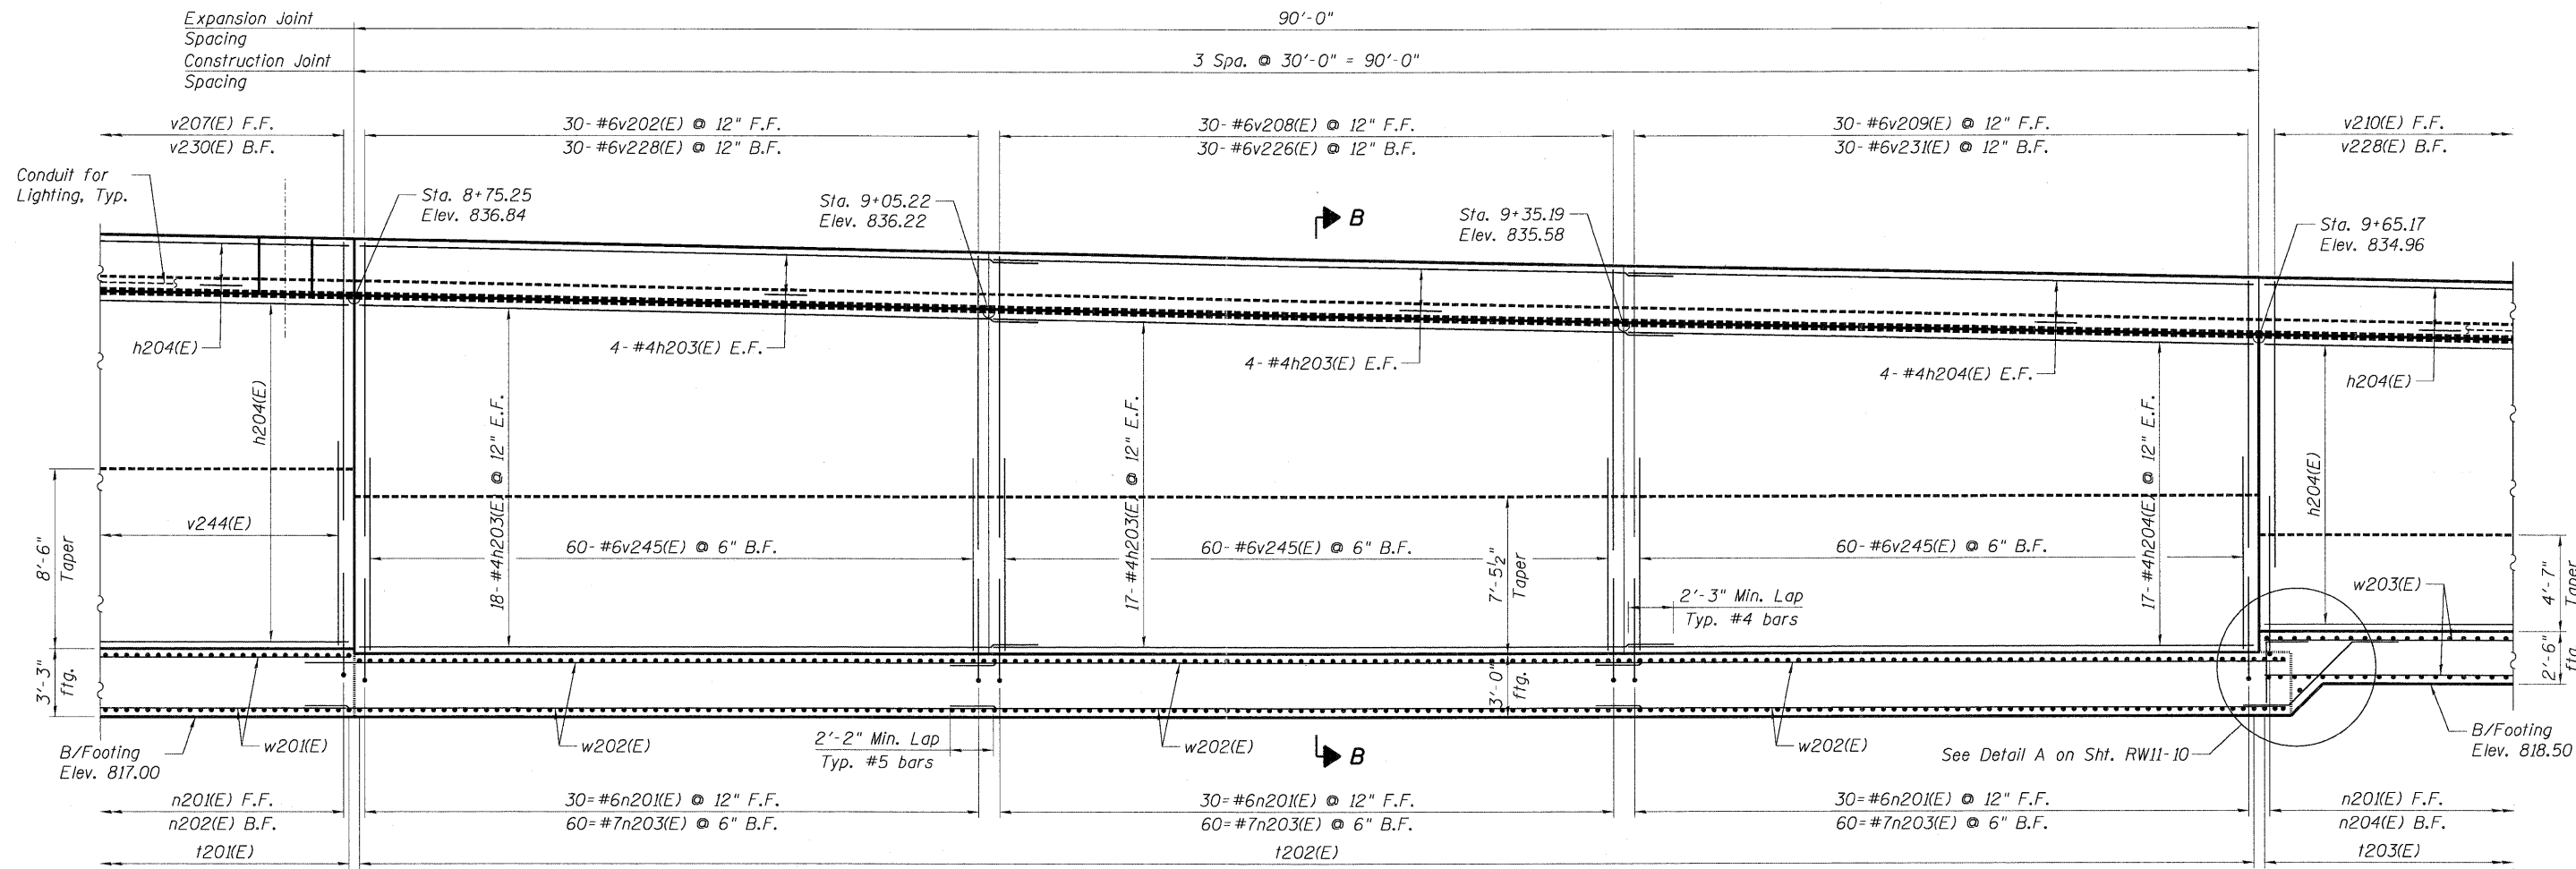 Expansion Joint
Spacing
90'-0"
Construction Joint
Spacing
3 Spa. @ 30'-0" = 90'-0"
v207(E) F.F.
v230(E) B.F.
30- #6v202(E) @ 12" F.F.
30- #6v228(E) @ 12" B.F.
30- #6v208(E) @ 12" F.F.
30- #6v226(E) @ 12" B.F.
30- #6v209(E) @ 12" F.F.
30- #6v231(E) @ 12" B.F.
v210(E) F.F.
v228(E) B.F.
Conduit for
Lighting, Typ.
Sta. 8+75.25
Elev. 836.84
Sta. 9+05.22
Elev. 836.22
B
Sta. 9+35.19
Elev. 835.58
Sta. 9+65.17
Elev. 834.96
h204(E)
4- #4h203(E) E.F.
4- #4h203(E) E.F.
4- #4h204(E) E.F.
h204(E)
h204(E)
18- #4h203(E) @ 12" E.F.
17- #4h203(E) @ 12" E.F.
17- #4h204(E) @ 12" E.F.
h204(E)
v244(E)
8'-6"
Taper
60- #6v245(E) @ 6" B.F.
60- #6v245(E) @ 6" B.F.
7'-5½"
Taper
60- #6v245(E) @ 6" B.F.
2'-3" Min. Lap
Typ. #4 bars
w203(E)
4'-7"
Taper
3'-3"
ftg.
3'-0"
ftg.
2'-6"
ftg.
B/Footing
Elev. 817.00
w201(E)
w202(E)
2'-2" Min. Lap
Typ. #5 bars
w202(E)
B
w202(E)
See Detail A on Sht. RW11-10
B/Footing
Elev. 818.50
n201(E) F.F.
n202(E) B.F.
30=#6n201(E) @ 12" F.F.
60=#7n203(E) @ 6" B.F.
30=#6n201(E) @ 12" F.F.
60=#7n203(E) @ 6" B.F.
30=#6n201(E) @ 12" F.F.
60=#7n203(E) @ 6" B.F.
n201(E) F.F.
n204(E) B.F.
t201(E)
t202(E)
t203(E)